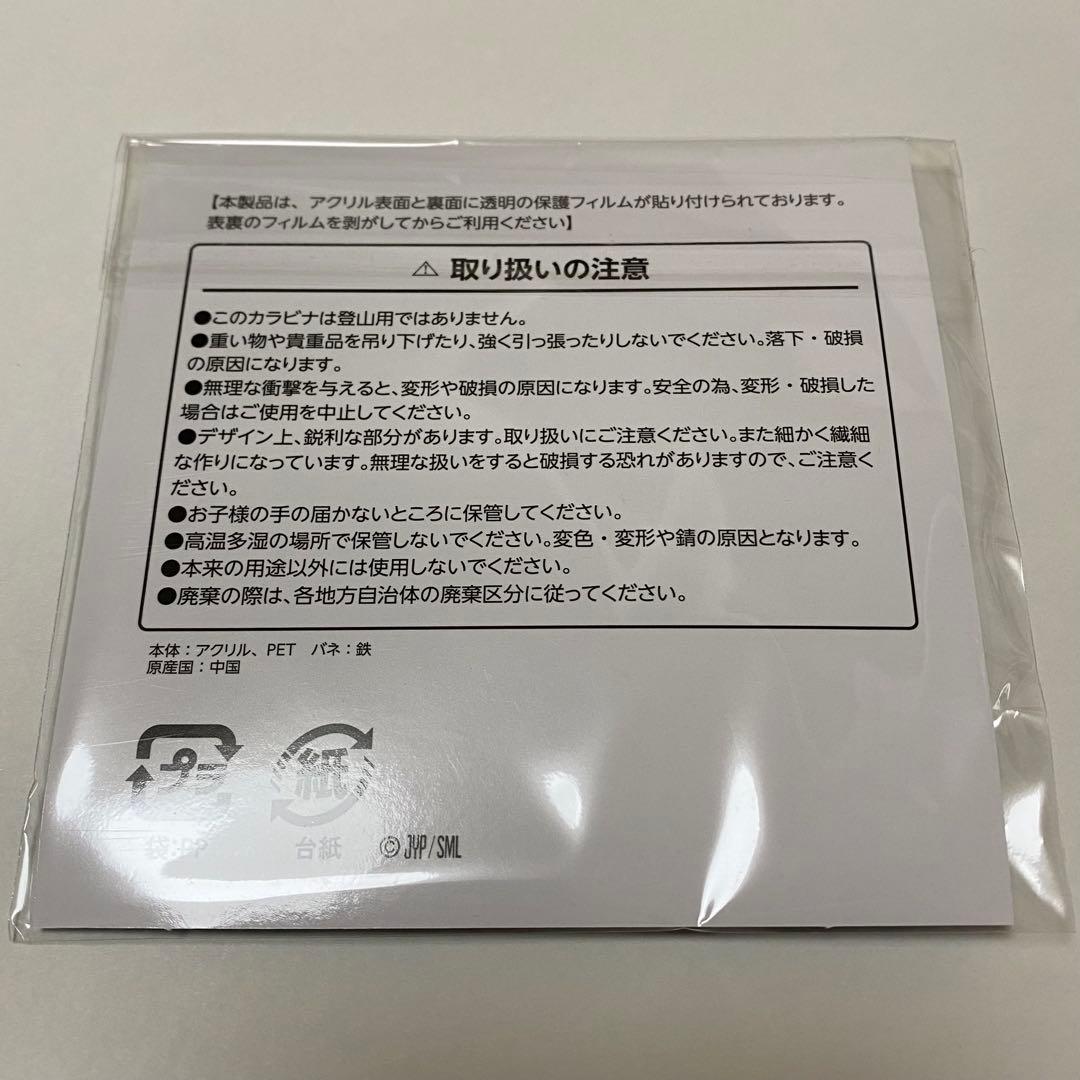 【本製品は、アクリル表面と裏面に透明の保護フィルムが貼り付けられております。
表裏のフィルムを剥がしてからご利用ください】
⚠ 取り扱いの注意
●このカラビナは登山用ではありません。
●重い物や貴重品を吊り下げたり、強く引っ張ったりしないでください。落下・破損
の原因になります。
●無理な衝撃を与えると、変形や破損の原因になります。安全の為、変形・破損した
場合はご使用を中止してください。
●デザイン上、鋭利な部分があります。取り扱いにご注意ください。また細かく繊細
な作りになっています。無理な扱いをすると破損する恐れがありますので、ご注意く
ださい。
●お子様の手の届かないところに保管してください。
●高温多湿の場所で保管しないでください。変色・変形や錆の原因となります。
●本来の用途以外には使用しないでください。
●廃棄の際は、各地方自治体の廃棄区分に従ってください。
本体：アクリル、PET　バネ：鉄
原産国：中国
プラ 紙
袋:PP 台紙 © JYP/SML